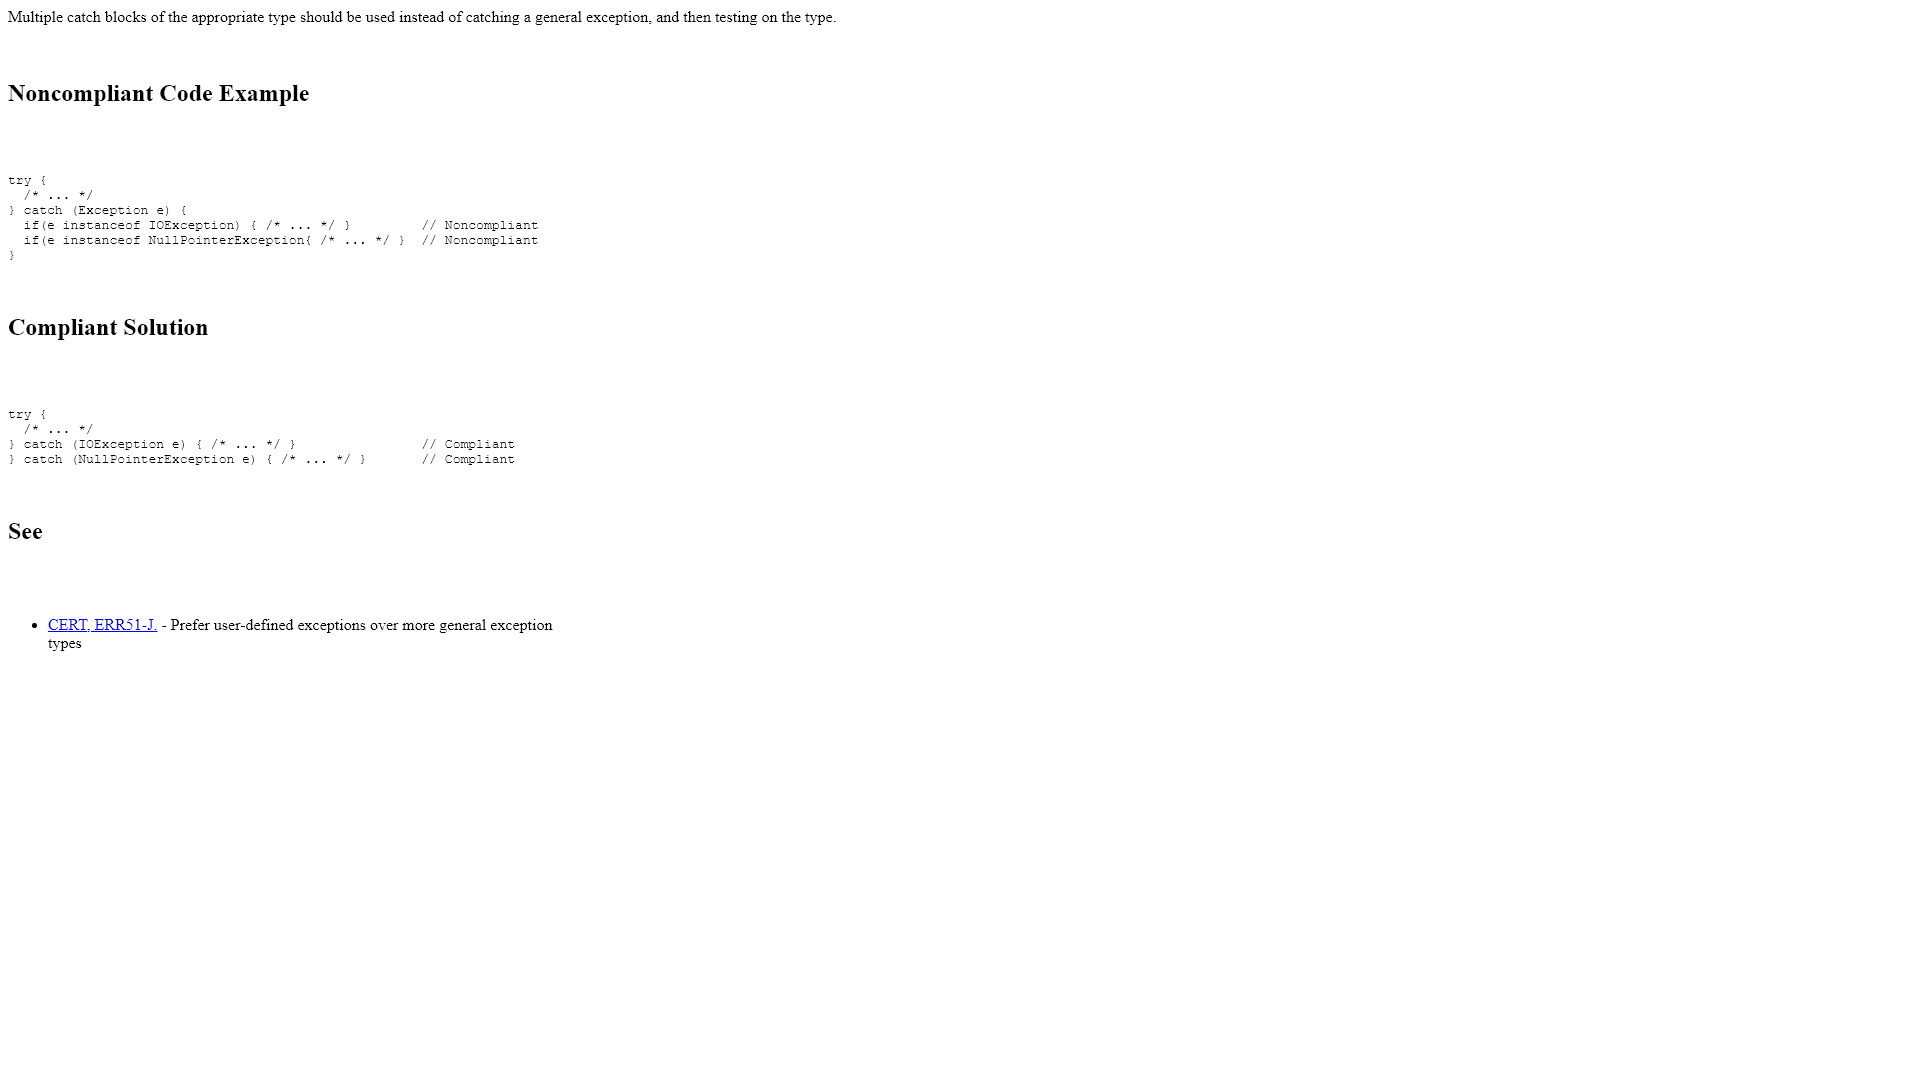 Multiple catch blocks of the appropriate type should be used instead of catching a general exception, and then testing on the type.
Noncompliant Code Example
try {
  /* ... */
} catch (Exception e) {
  if(e instanceof IOException) { /* ... */ }         // Noncompliant
  if(e instanceof NullPointerException{ /* ... */ }  // Noncompliant
}
Compliant Solution
try {
  /* ... */
} catch (IOException e) { /* ... */ }                // Compliant
} catch (NullPointerException e) { /* ... */ }       // Compliant
See
• CERT, ERR51-J. - Prefer user-defined exceptions over more general exception
types